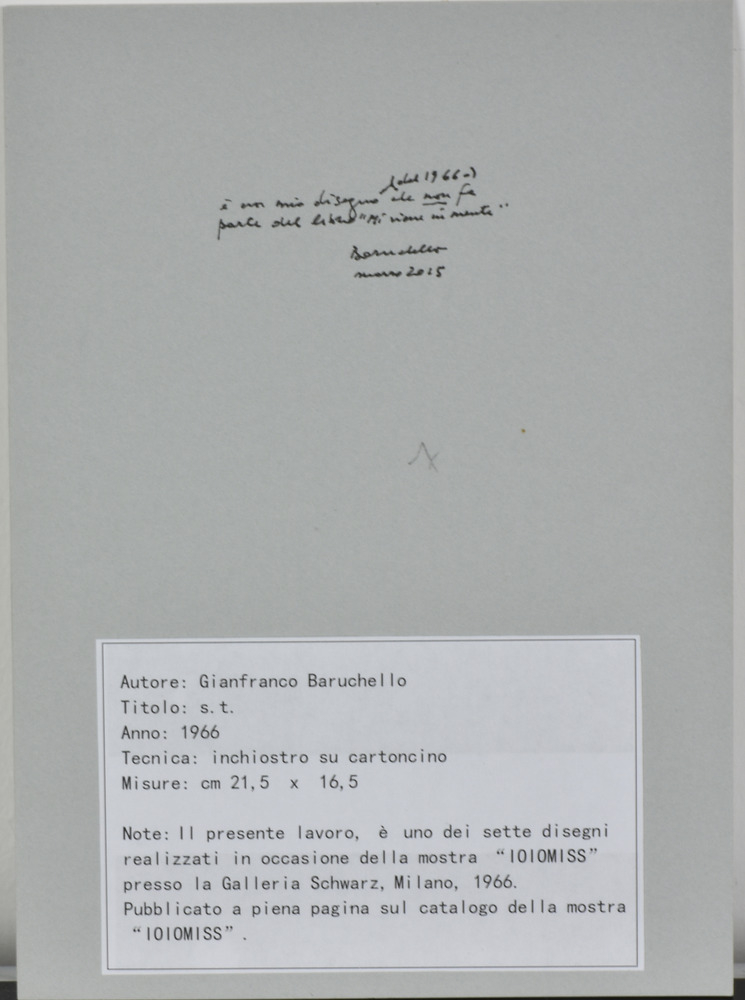 (del 1966-)
è un mio disegno che non fa
parte del libro "Mi viene in mente"
Baruchello
marzo 2015
Autore: Gianfranco Baruchello
Titolo: s.t.
Anno: 1966
Tecnica: inchiostro su cartoncino
Misure: cm 21,5 x 16,5
Note: Il presente lavoro, è uno dei sette disegni
realizzati in occasione della mostra “IOIOMISS”
presso la Galleria Schwarz, Milano, 1966.
Pubblicato a piena pagina sul catalogo della mostra
“IOIOMISS”.